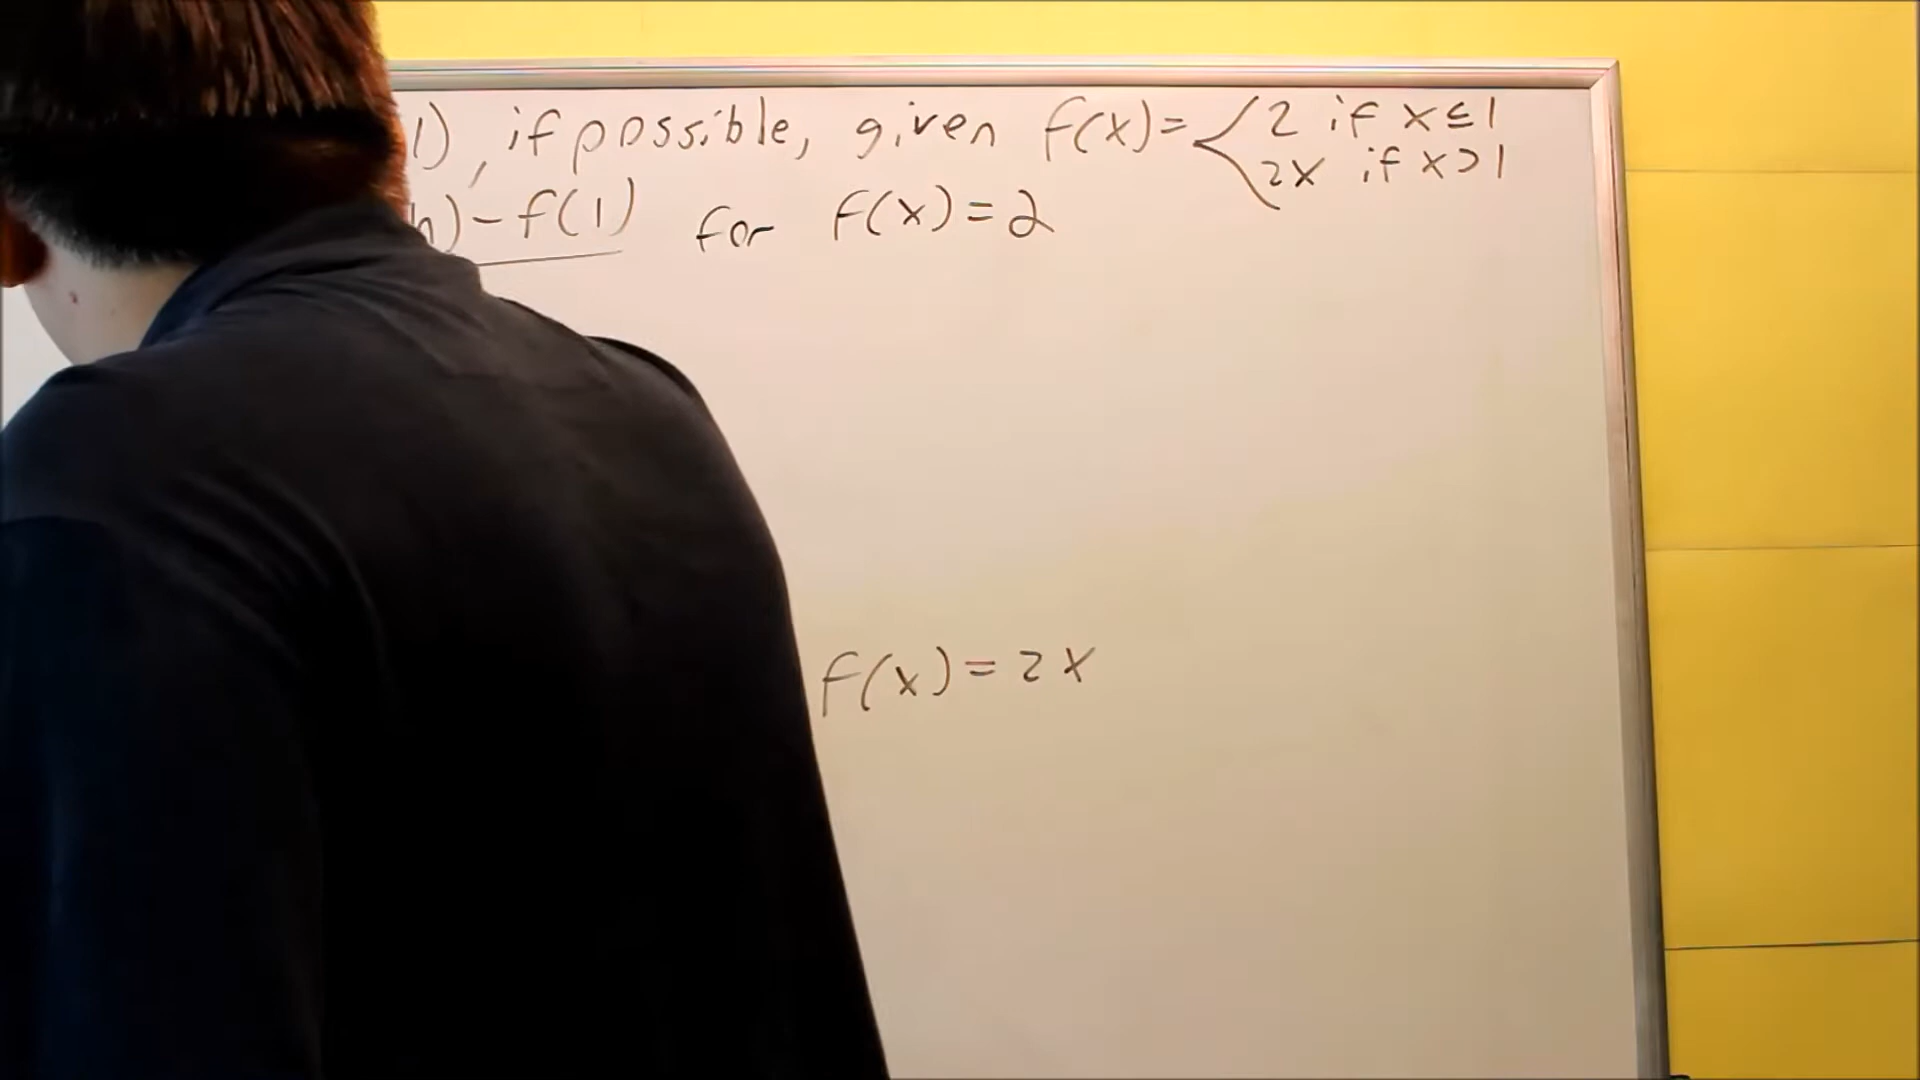 1), if possible, given f(x)= 2 if x≤1
2x if x>1
h)-f(1) for f(x)=2
f(x)=2x